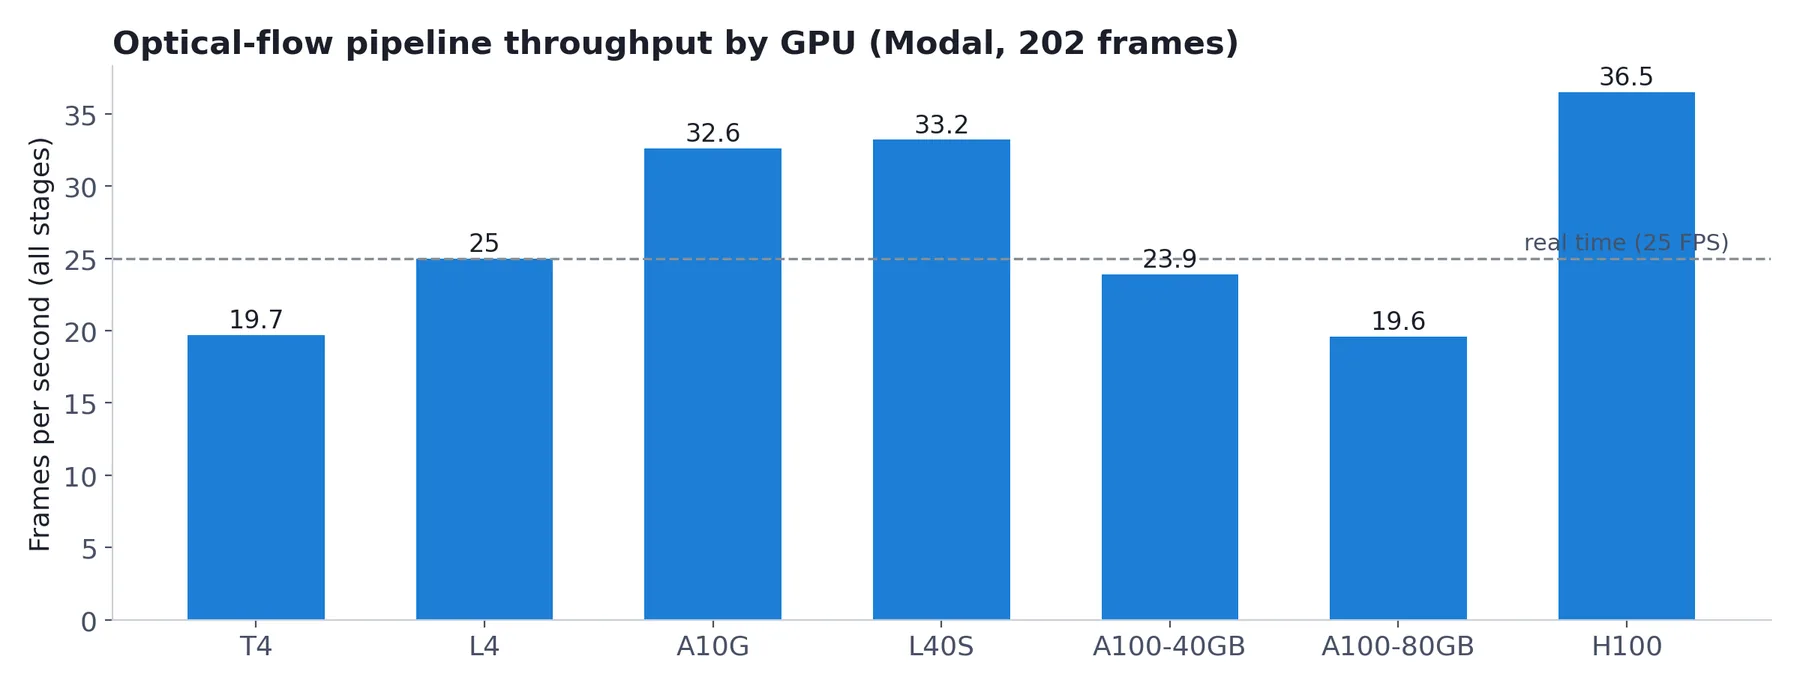 Optical-flow pipeline throughput by GPU (Modal, 202 frames)
Frames per second (all stages)
35
30
25
20
15
10
5
0
19.7
25
32.6
33.2
23.9
19.6
36.5
real time (25 FPS)
T4
L4
A10G
L40S
A100-40GB
A100-80GB
H100